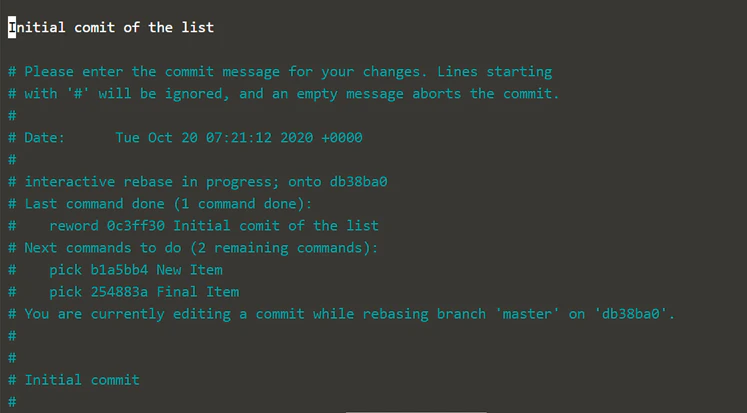 Initial comit of the list
# Please enter the commit message for your changes. Lines starting
# with '#' will be ignored, and an empty message aborts the commit.
#
# Date:      Tue Oct 20 07:21:12 2020 +0000
#
# interactive rebase in progress; onto db38ba0
# Last command done (1 command done):
#    reword 0c3ff30 Initial comit of the list
# Next commands to do (2 remaining commands):
#    pick b1a5bb4 New Item
#    pick 254883a Final Item
# You are currently editing a commit while rebasing branch 'master' on 'db38ba0'.
#
#
# Initial commit
#